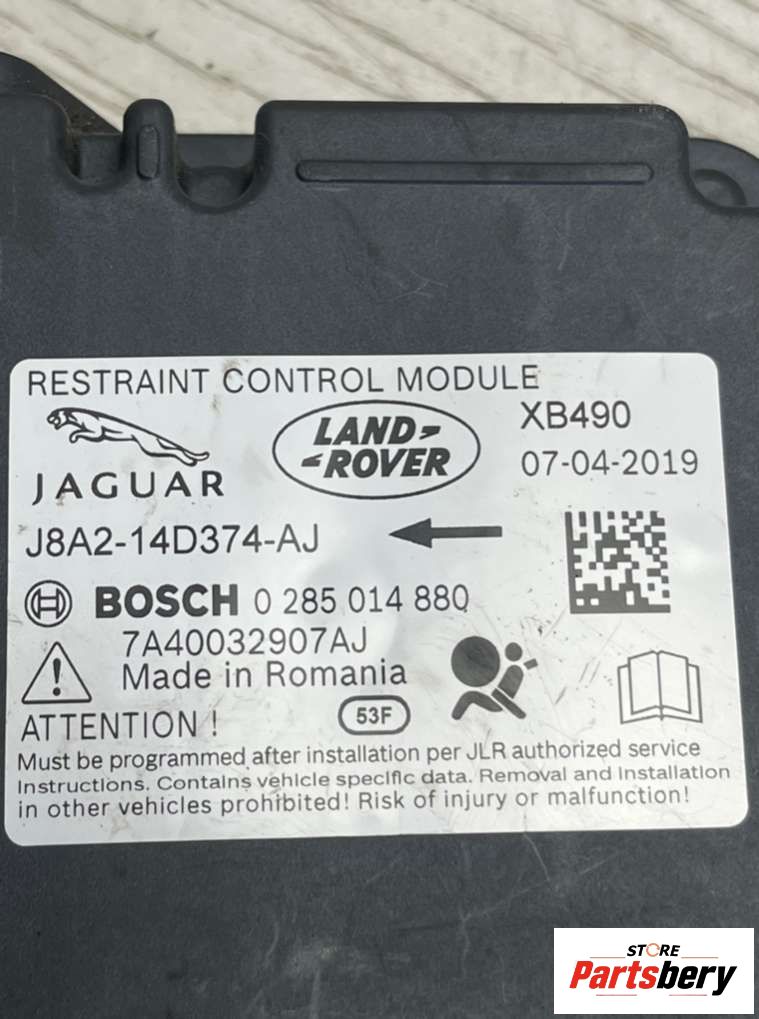 RESTRAINT CONTROL MODULE
JAGUAR
LAND-
-ROVER
XB490
07-04-2019
J8A2-14D374-AJ
BOSCH 0 285 014 880
7A40032907AJ
Made in Romania
53F
ATTENTION !
Must be programmed after installation per JLR authorized service
Instructions. Contains vehicle specific data. Removal and installation
in other vehicles prohibited! Risk of injury or malfunction!
STORE
Partsbery